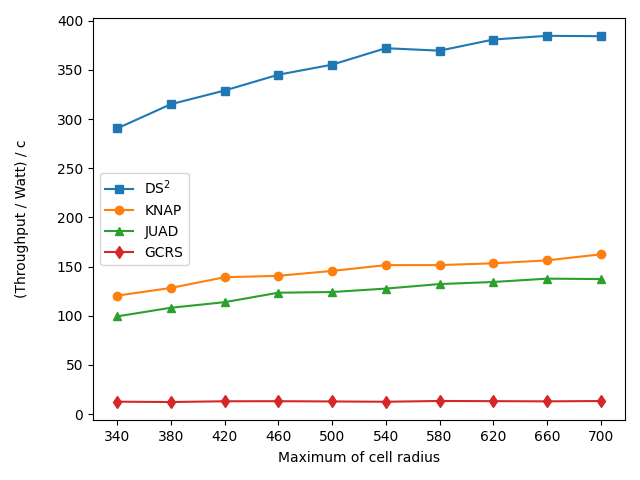 400
350
300
250
200
150
100
50
0
(Throughput / Watt) / c
DS²
KNAP
JUAD
GCRS
340 380 420 460 500 540 580 620 660 700
Maximum of cell radius